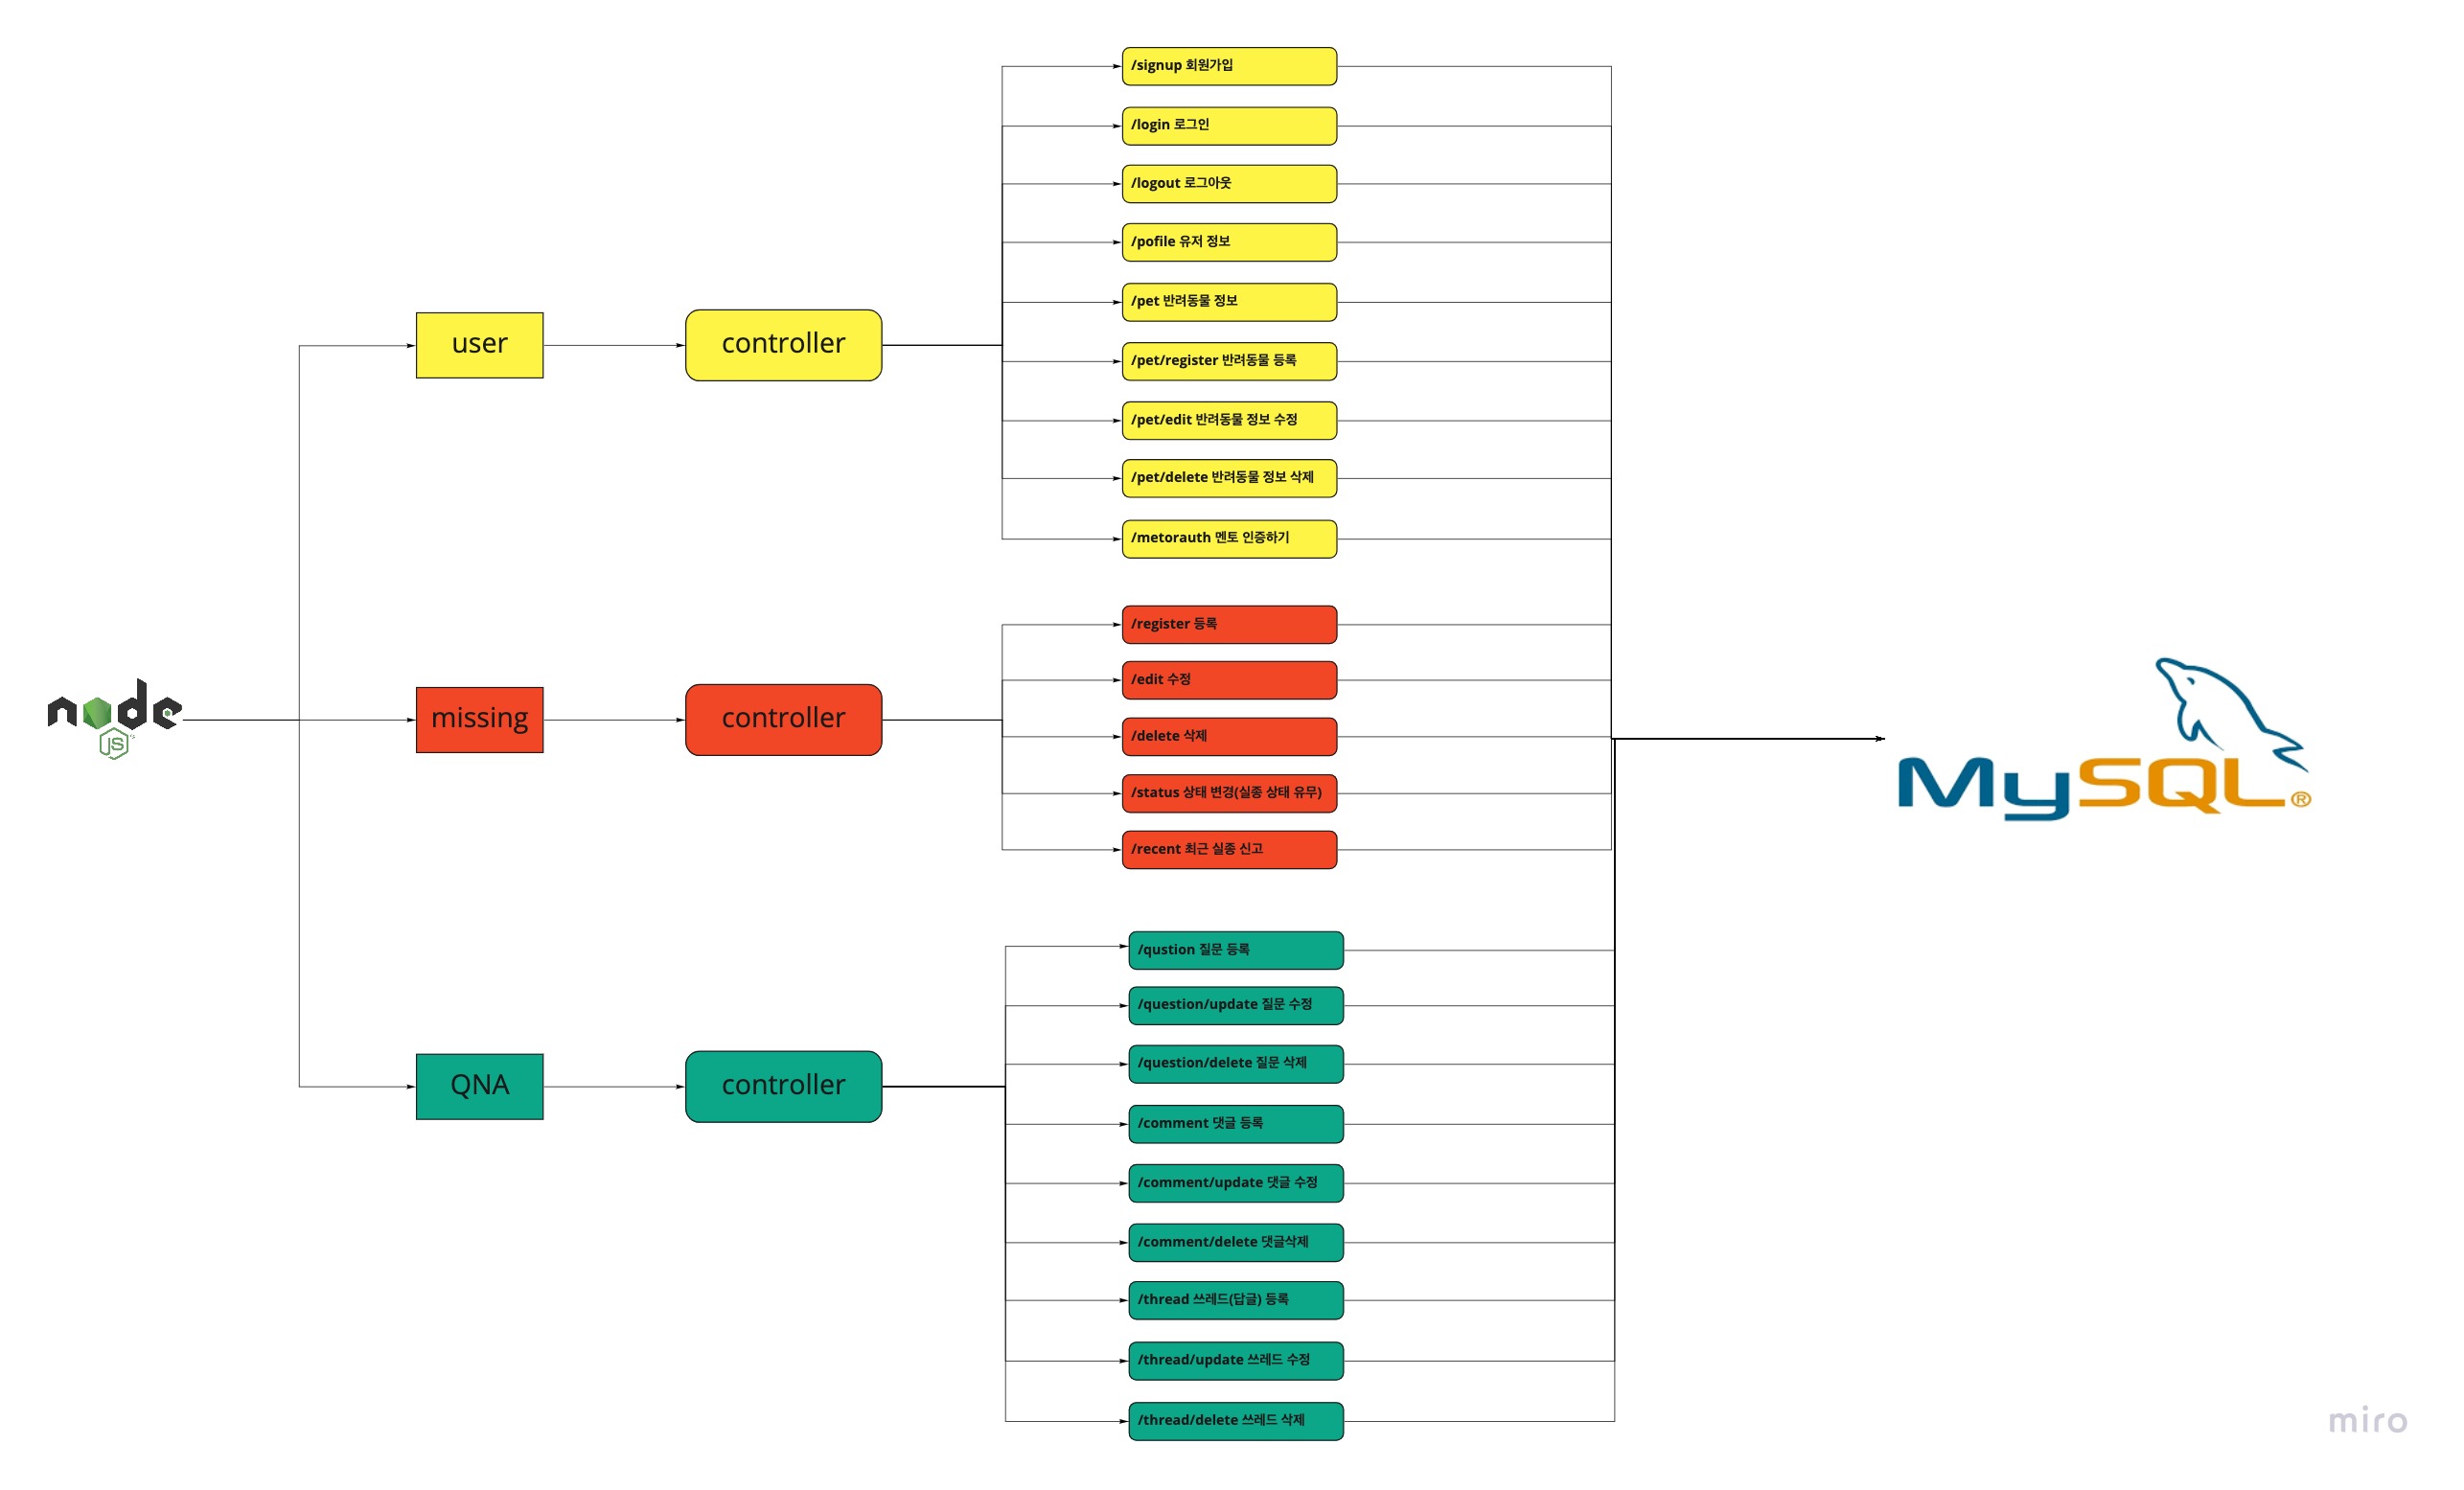 /signup 회원가입
/login 로그인
/logout 로그아웃
/pofile 유저 정보
/pet 반려동물 정보
user
controller
/pet/register 반려동물 등록
/pet/edit 반려동물 정보 수정
/pet/delete 반려동물 정보 삭제
/metorauth 멘토 인증하기
/register 등록
/edit 수정
node
JS
missing
controller
/delete 삭제
/status 상태 변경(실종 상태 유무)
/recent 최근 실종 신고
MySQL®
/qustion 질문 등록
/question/update 질문 수정
/question/delete 질문 삭제
QNA
controller
/comment 댓글 등록
/comment/update 댓글 수정
/comment/delete 댓글삭제
/thread 쓰레드(답글) 등록
/thread/update 쓰레드 수정
/thread/delete 쓰레드 삭제
miro